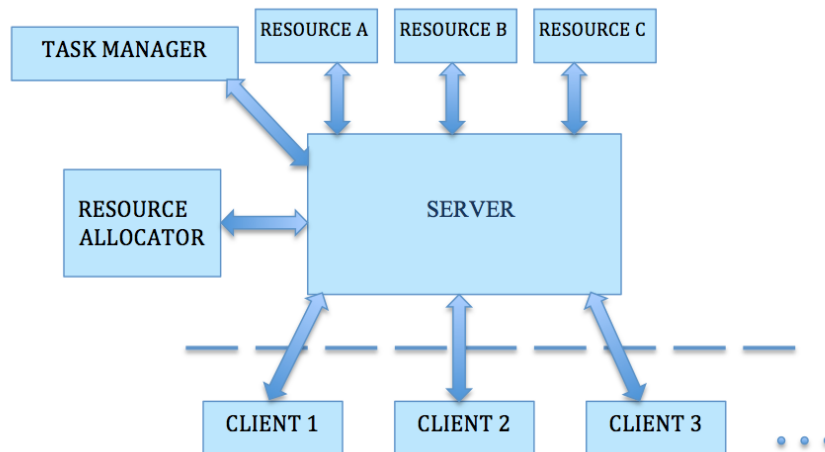 TASK MANAGER
RESOURCE A
RESOURCE B
RESOURCE C
RESOURCE
ALLOCATOR
SERVER
CLIENT 1
CLIENT 2
CLIENT 3